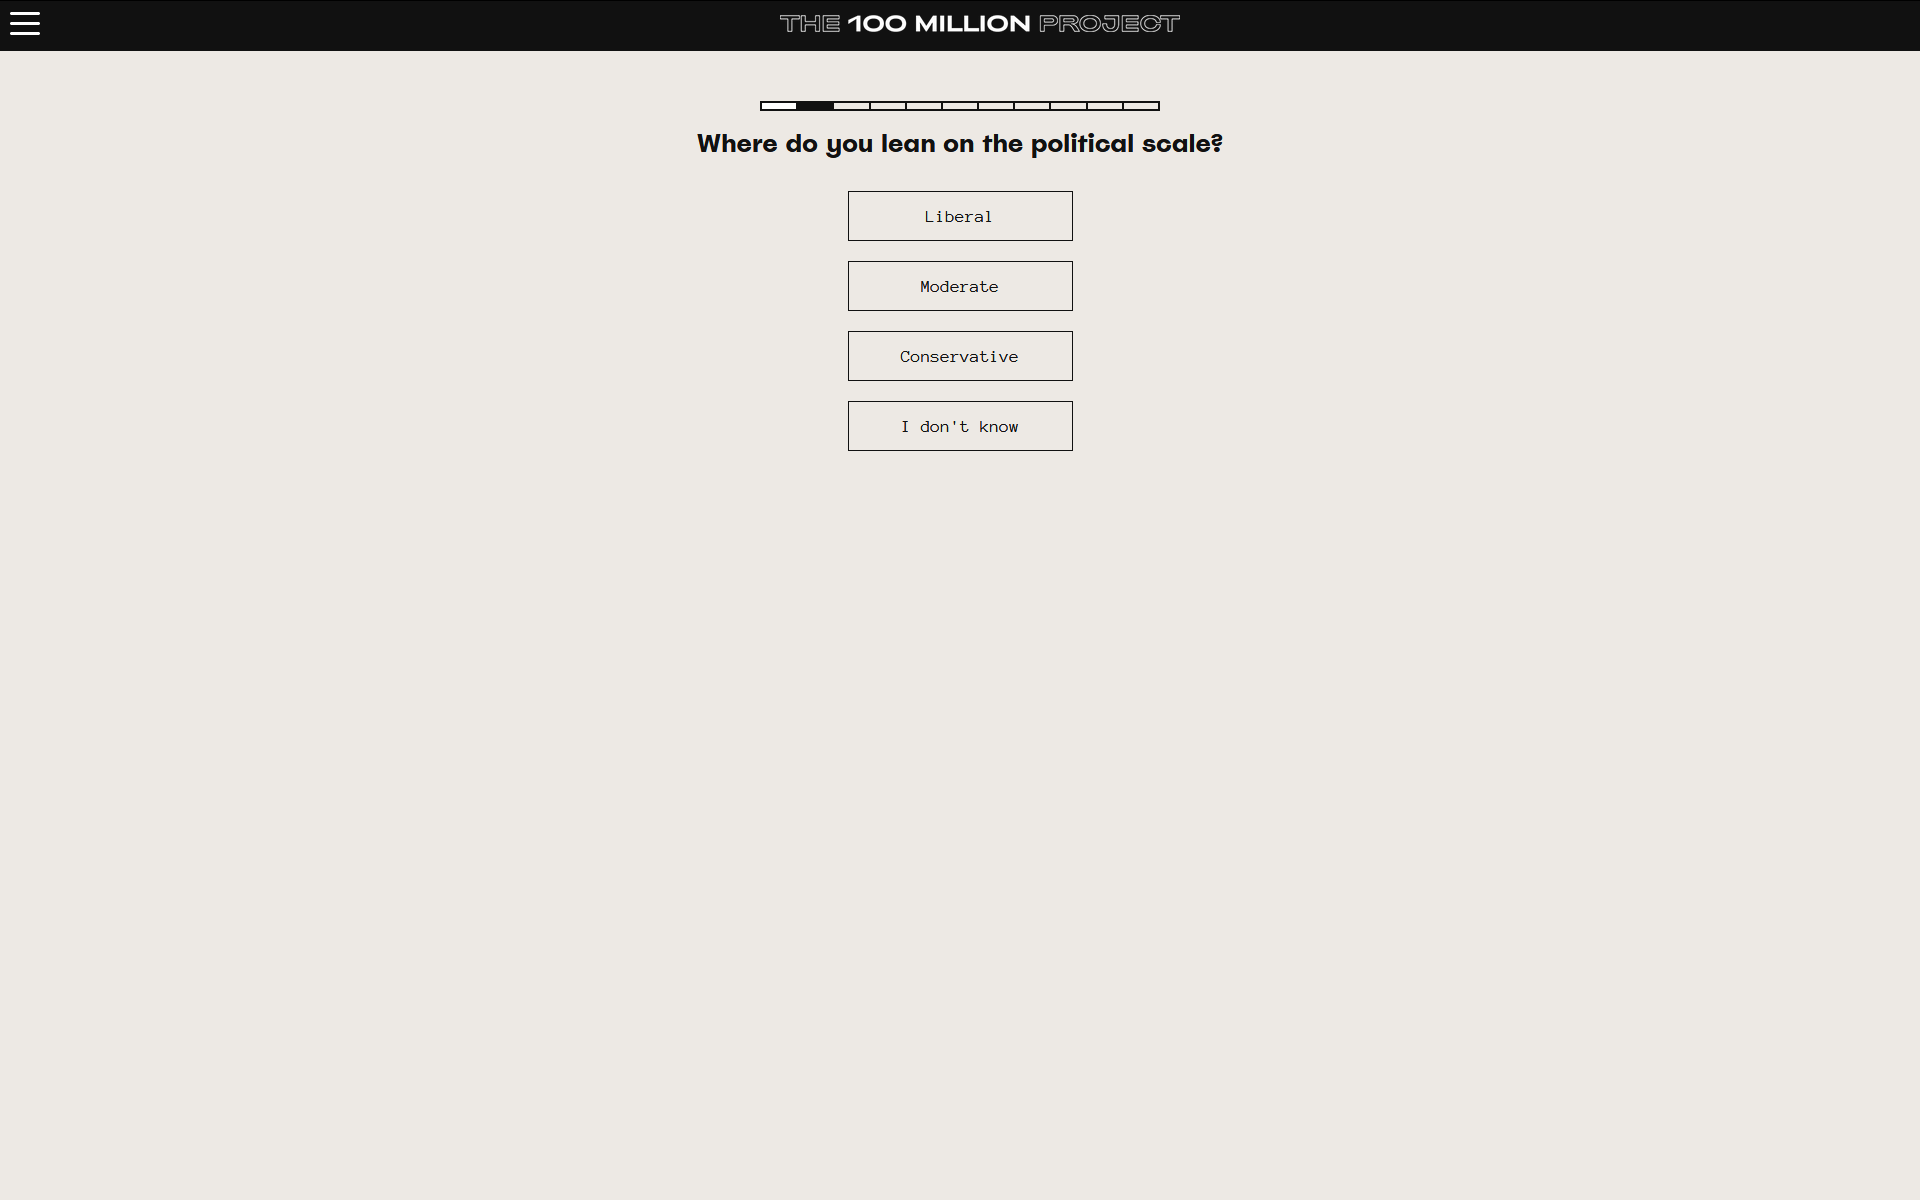 THE 100 MILLION PROJECT
Where do you lean on the political scale?
Liberal
Moderate
Conservative
I don't know